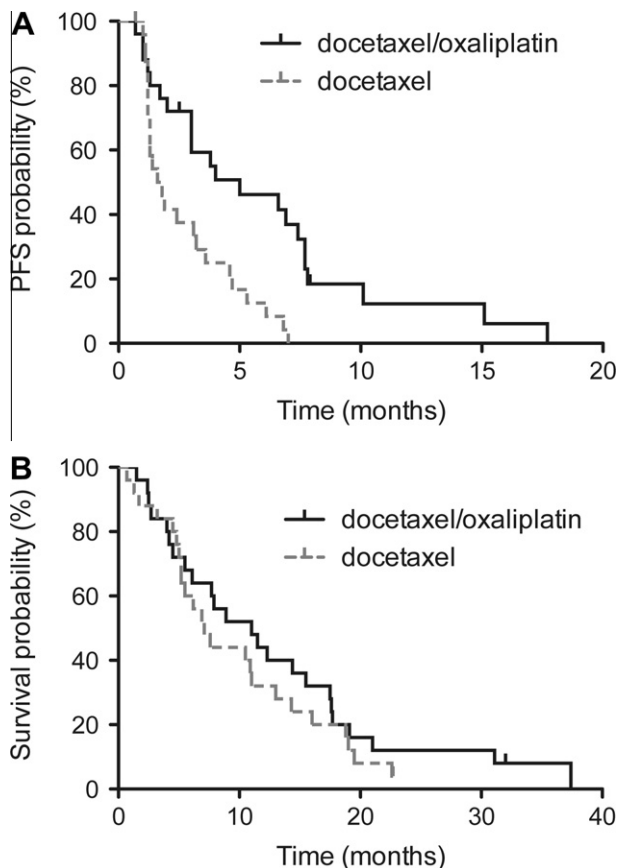 A
PFS probability (%)
100
80
60
40
20
0
docetaxel/oxaliplatin
docetaxel
0 5 10 15 20
Time (months)
B
Survival probability (%)
100
80
60
40
20
0
docetaxel/oxaliplatin
docetaxel
0 10 20 30 40
Time (months)